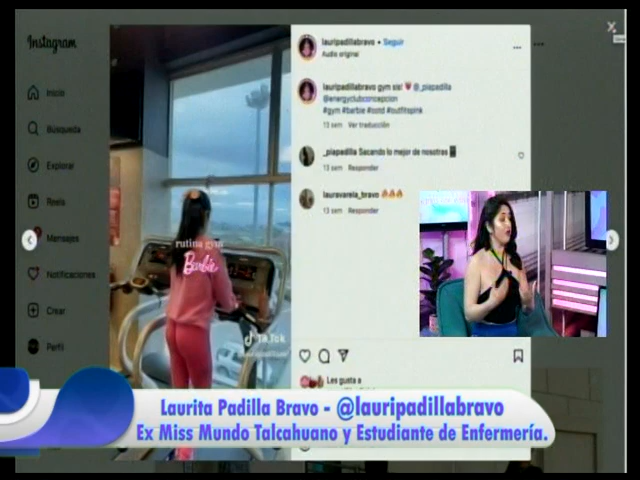 Instagram
Inicio
Búsqueda
Explorar
Reels
Mensajes
Notificaciones
Crear
Perfil
rutina gym
Barbie
TikTok
lauripadillabravo • Seguir
Audio original
lauripadillabravo gym sis! @_piapadilla
@energyclubconcepcion
#gym #barbie #ootd #outfitspink
13 sem Ver traducción
_piapadilla Sacando lo mejor de nosotras
13 sem Responder
lauravarela_bravo
13 sem Responder
Les gusta a
Laurita Padilla Bravo - @lauripadillabravo
Ex Miss Mundo Talcahuano y Estudiante de Enfermería.